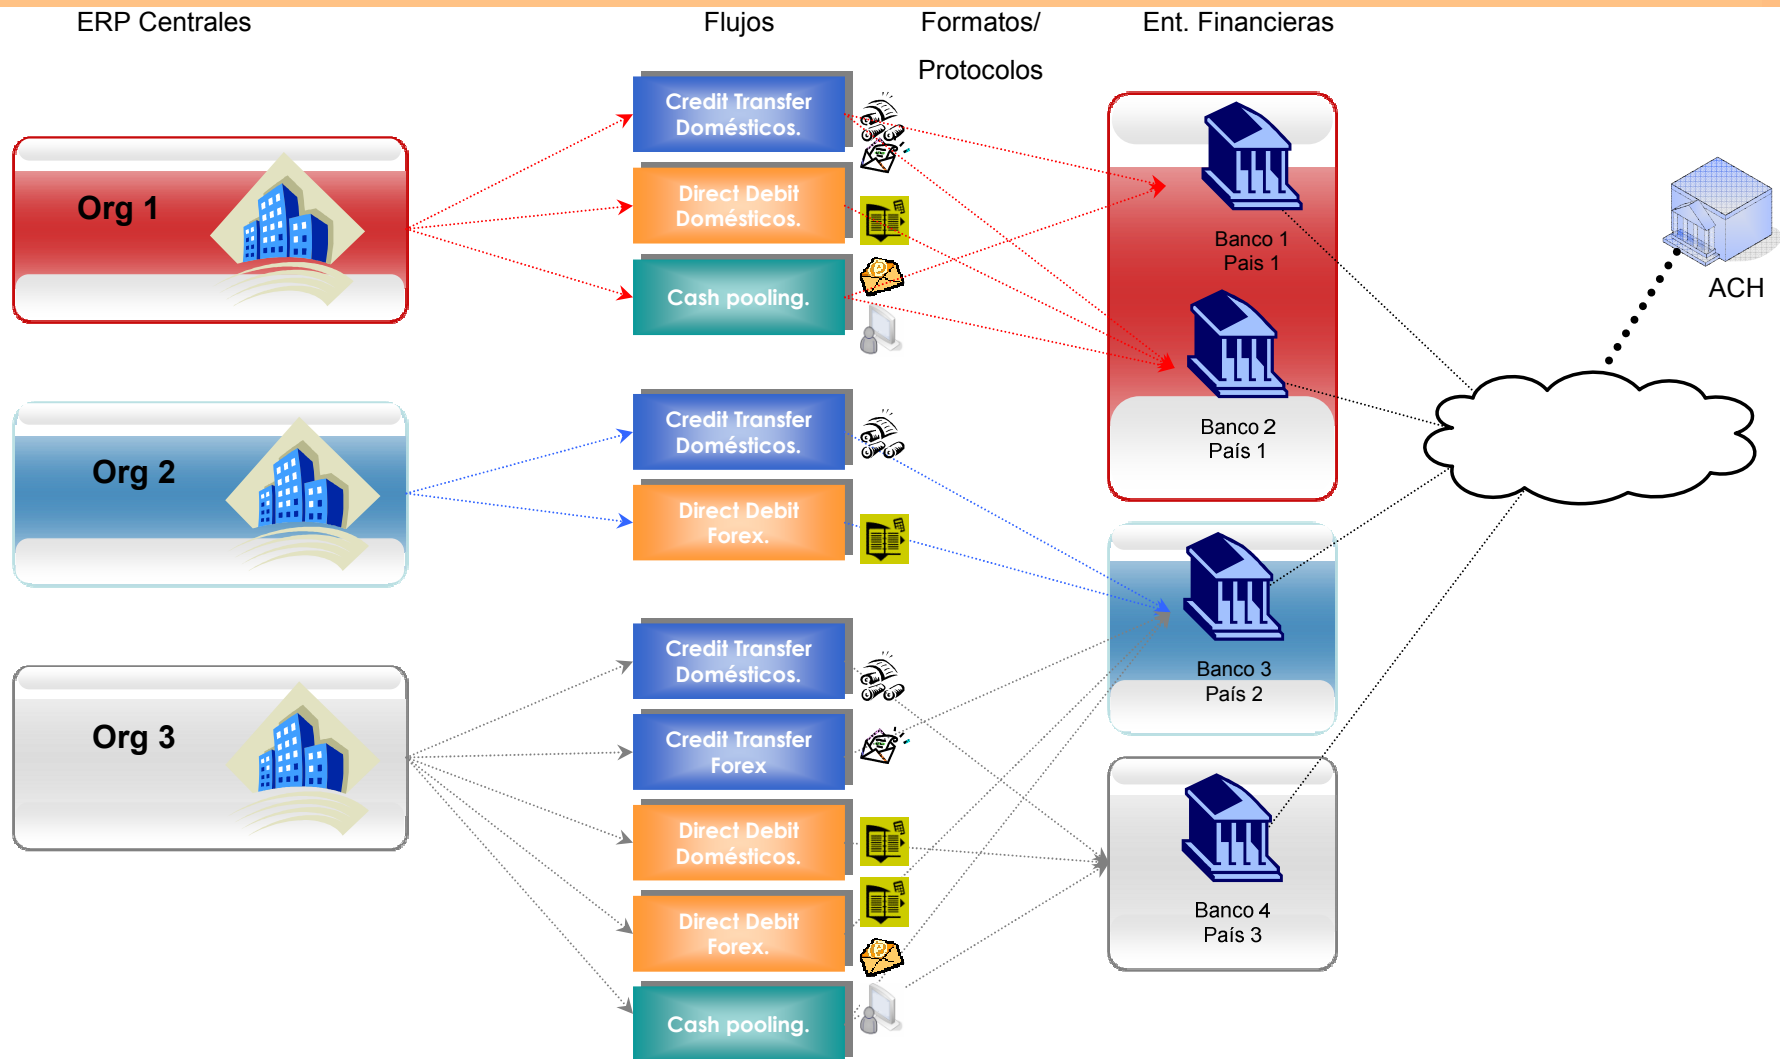 ERP Centrales
Flujos
Formatos/
Protocolos
Ent. Financieras
Org 1
Credit Transfer
Domésticos.
Direct Debit
Domésticos.
Cash pooling.
Banco 1
Pais 1
Banco 2
País 1
ACH
Org 2
Credit Transfer
Domésticos.
Direct Debit
Forex.
Banco 3
País 2
Org 3
Credit Transfer
Domésticos.
Credit Transfer
Forex
Direct Debit
Domésticos.
Direct Debit
Forex.
Cash pooling.
Banco 4
País 3